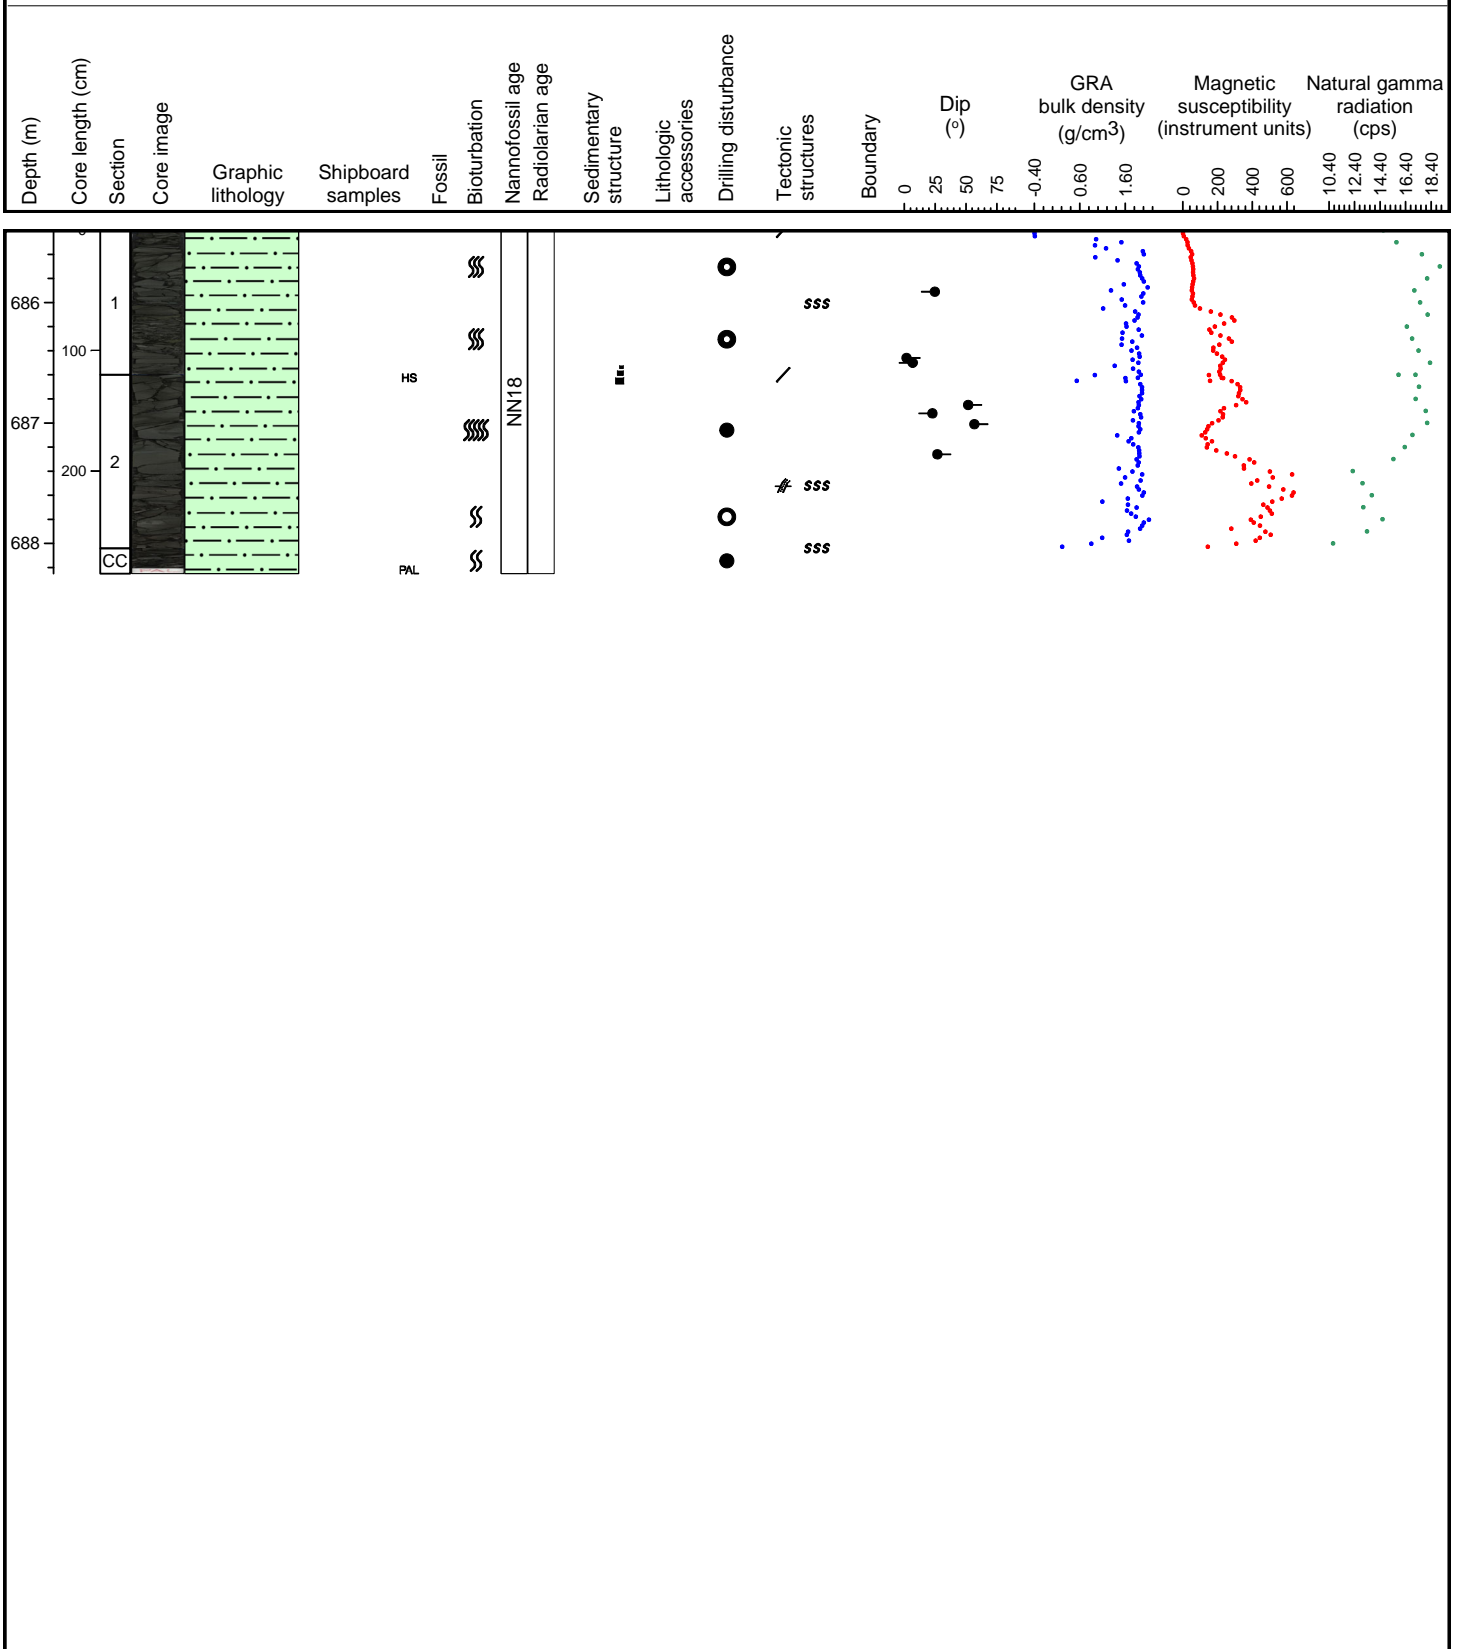 Depth (m)
Core length (cm)
Section
Core image
Graphic
lithology
Shipboard
samples
Fossil
Bioturbation
Nannofossil age
Radiolarian age
Sedimentary
structure
Lithologic
accessories
Drilling disturbance
Tectonic
structures
Boundary
Dip
(o)
0
25
50
75
GRA
bulk density
(g/cm3)
-0.40
0.60
1.60
Magnetic
susceptibility
(instrument units)
0
200
400
600
Natural gamma
radiation
(cps)
10.40
12.40
14.40
16.40
18.40
686
687
688
100
200
1
2
CC
HS
PAL
NN18
sss
sss
sss